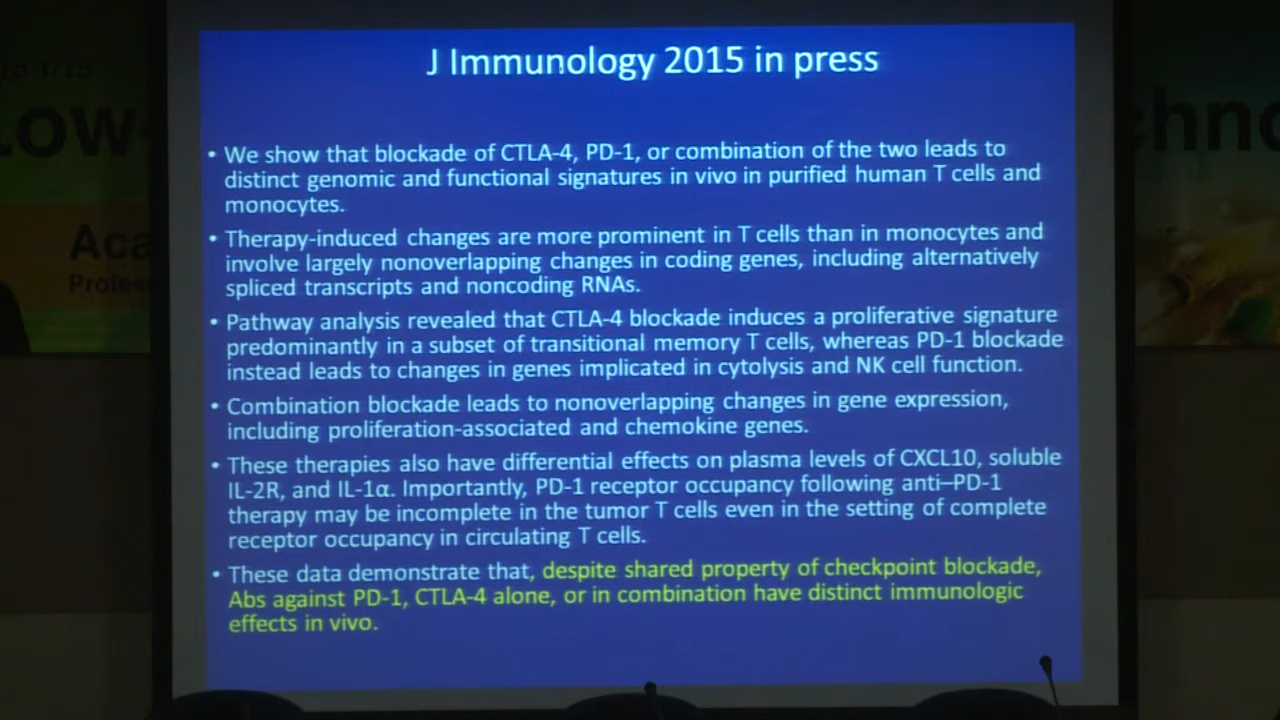 J Immunology 2015 in press
• We show that blockade of CTLA-4, PD-1, or combination of the two leads to
distinct genomic and functional signatures in vivo in purified human T cells and
monocytes.
• Therapy-induced changes are more prominent in T cells than in monocytes and
involve largely nonoverlapping changes in coding genes, including alternatively
spliced transcripts and noncoding RNAs.
• Pathway analysis revealed that CTLA-4 blockade induces a proliferative signature
predominantly in a subset of transitional memory T cells, whereas PD-1 blockade
instead leads to changes in genes implicated in cytolysis and NK cell function.
• Combination blockade leads to nonoverlapping changes in gene expression,
including proliferation-associated and chemokine genes.
• These therapies also have differential effects on plasma levels of CXCL10, soluble
IL-2R, and IL-1α. Importantly, PD-1 receptor occupancy following anti–PD-1
therapy may be incomplete in the tumor T cells even in the setting of complete
receptor occupancy in circulating T cells.
• These data demonstrate that, despite shared property of checkpoint blockade,
Abs against PD-1, CTLA-4 alone, or in combination have distinct immunologic
effects in vivo.